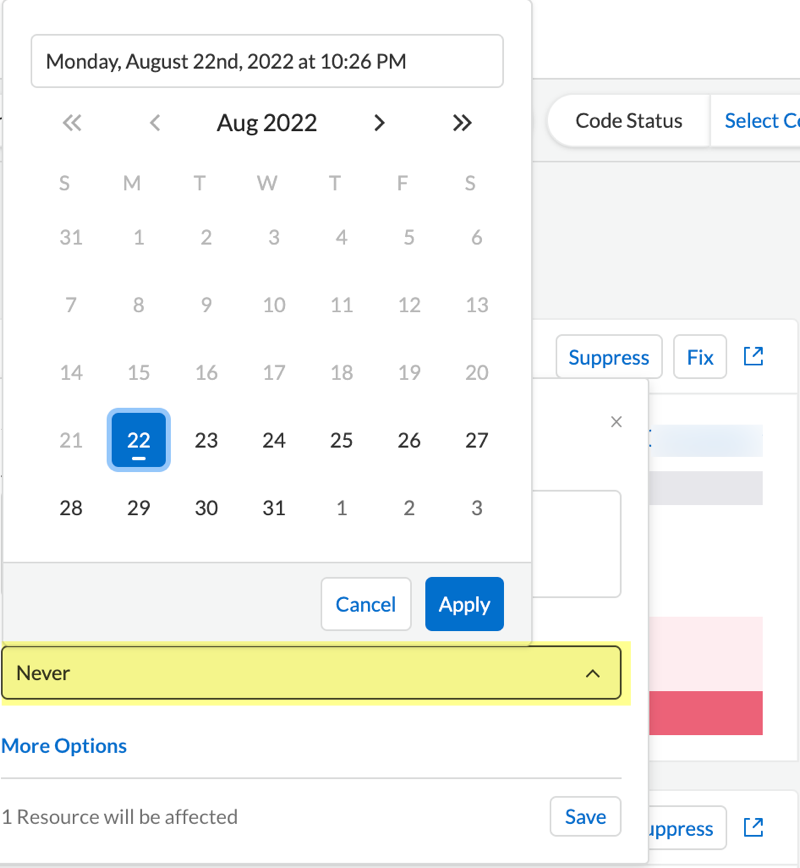 Monday, August 22nd, 2022 at 10:26 PM
Aug 2022
Code Status
Select
S M T W T F S
31 1 2 3 4 5 6
7 8 9 10 11 12 13
14 15 16 17 18 19 20
21 22 23 24 25 26 27
28 29 30 31 1 2 3
Suppress Fix
Cancel Apply
Never
More Options
1 Resource will be affected
Save
uppress